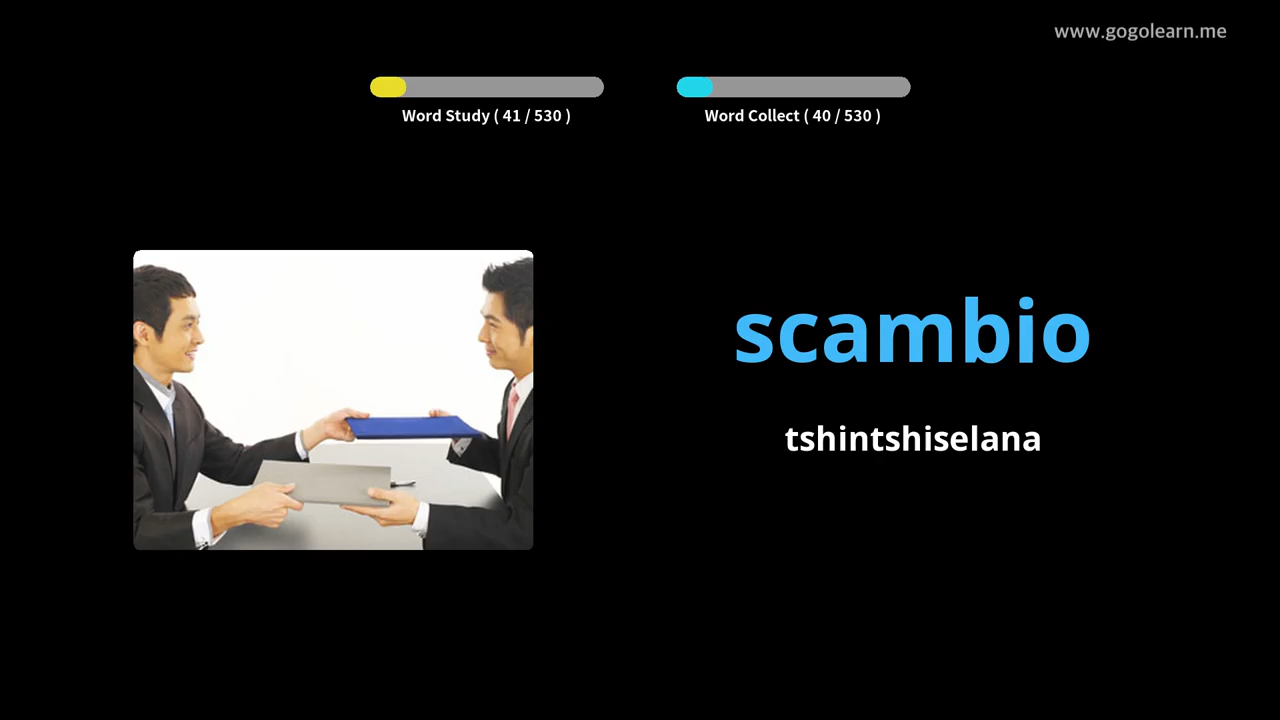 www.gogolearn.me
Word Study ( 41 / 530 )
Word Collect ( 40 / 530 )
scambio
tshintshiselana